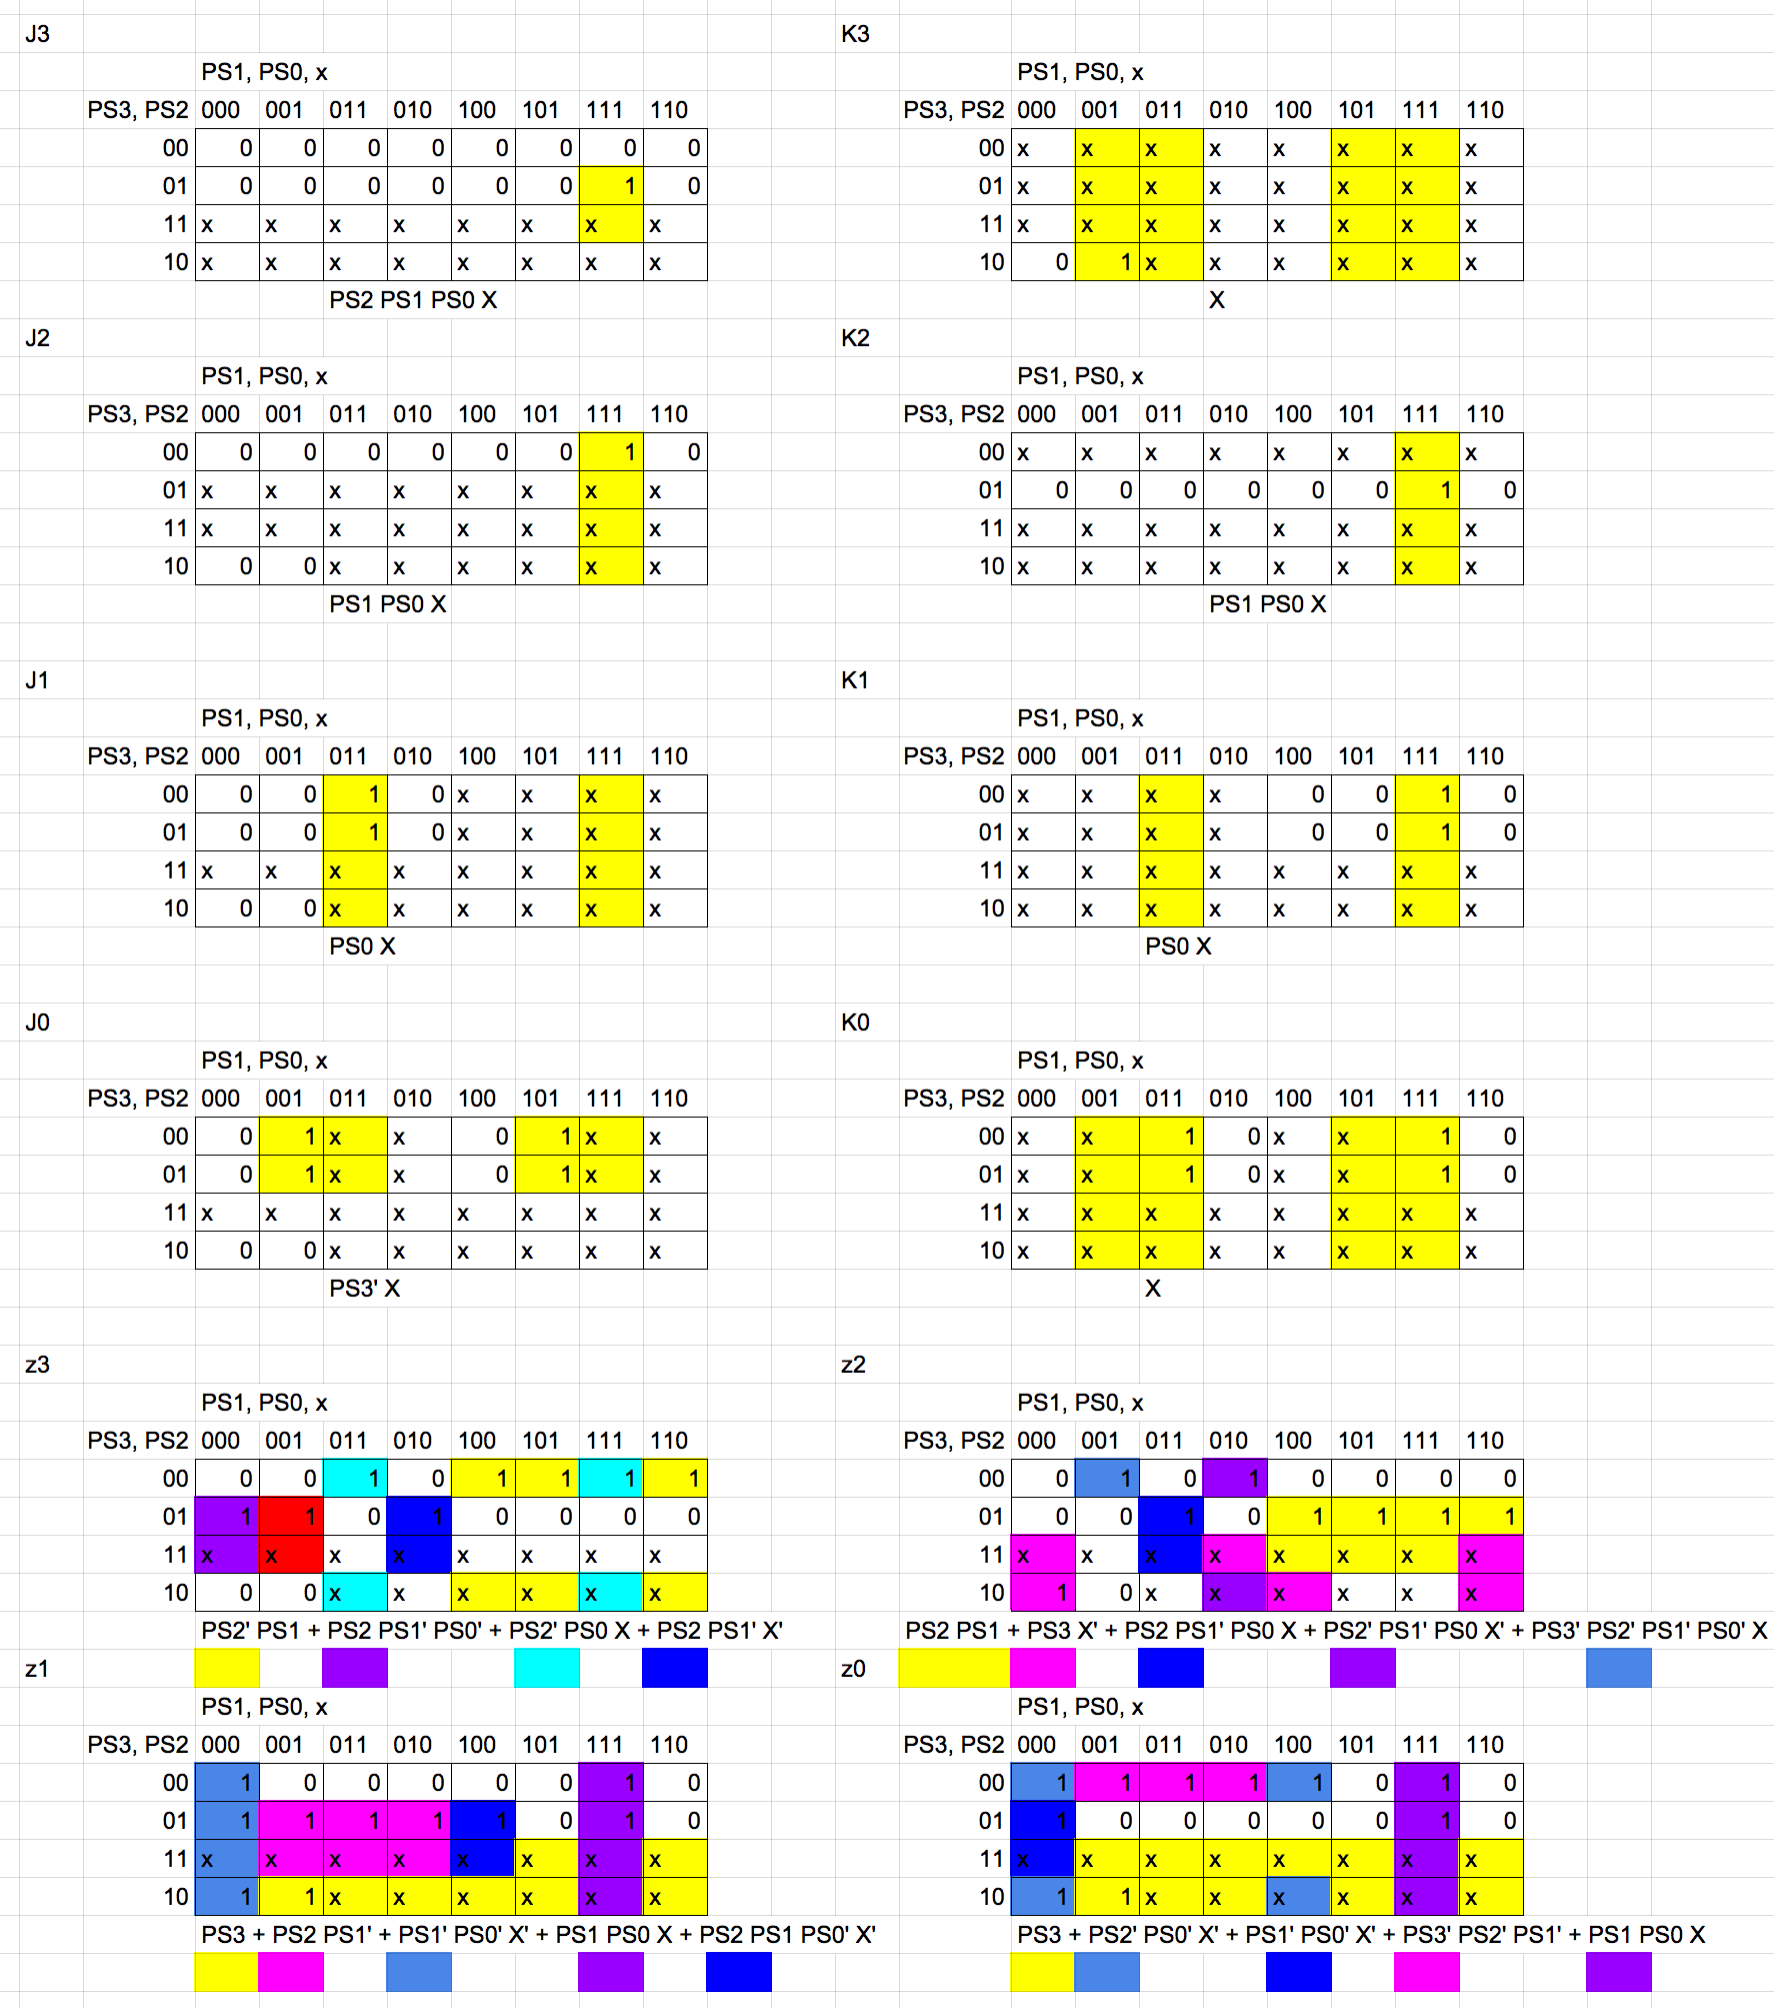 J3 K3
PS1, PS0, x PS1, PS0, x
PS3, PS2 000 001 011 010 100 101 111 110 PS3, PS2 000 001 011 010 100 101 111 110
00 0 0 0 0 0 0 0 0 00 x x x x x x x x
01 0 0 0 0 0 0 1 0 01 x x x x x x x x
11 x x x x x x x x 11 x x x x x x x x
10 x x x x x x x x 10 0 1 x x x x x x
PS2 PS1 PS0 X X
J2 K2
PS1, PS0, x PS1, PS0, x
PS3, PS2 000 001 011 010 100 101 111 110 PS3, PS2 000 001 011 010 100 101 111 110
00 0 0 0 0 0 0 1 0 00 x x x x x x x x
01 x x x x x x x x 01 0 0 0 0 0 0 1 0
11 x x x x x x x x 11 x x x x x x x x
10 0 0 x x x x x x 10 x x x x x x x x
PS1 PS0 X PS1 PS0 X
J1 K1
PS1, PS0, x PS1, PS0, x
PS3, PS2 000 001 011 010 100 101 111 110 PS3, PS2 000 001 011 010 100 101 111 110
00 0 0 1 0 x x x x 00 x x x x 0 0 1 0
01 0 0 1 0 x x x x 01 x x x x 0 0 1 0
11 x x x x x x x x 11 x x x x x x x x
10 0 0 x x x x x x 10 x x x x x x x x
PS0 X PS0 X
J0 K0
PS1, PS0, x PS1, PS0, x
PS3, PS2 000 001 011 010 100 101 111 110 PS3, PS2 000 001 011 010 100 101 111 110
00 0 1 x x 0 1 x x 00 x x 1 0 x x 1 0
01 0 1 x x 0 1 x x 01 x x 1 0 x x 1 0
11 x x x x x x x x 11 x x x x x x x x
10 0 0 x x x x x x 10 x x x x x x x x
PS3' X X
z3 z2
PS1, PS0, x PS1, PS0, x
PS3, PS2 000 001 011 010 100 101 111 110 PS3, PS2 000 001 011 010 100 101 111 110
00 0 0 1 0 1 1 1 1 00 0 1 0 1 0 0 0 0
01 1 1 0 1 0 0 0 0 01 0 0 1 0 1 1 1 1
11 x x x x x x x x 11 x x x x x x x x
10 0 0 x x x x x x 10 1 0 x x x x x x
PS2' PS1 + PS2 PS1' PS0' + PS2' PS0 X + PS2 PS1' X' PS2 PS1 + PS3 X' + PS2 PS1' PS0 X + PS2' PS1' PS0 X' + PS3' PS2' PS1' PS0' X
z1 z0
PS1, PS0, x PS1, PS0, x
PS3, PS2 000 001 011 010 100 101 111 110 PS3, PS2 000 001 011 010 100 101 111 110
00 1 0 0 0 0 0 1 0 00 1 1 1 1 1 0 1 0
01 1 1 1 1 1 0 1 0 01 1 0 0 0 0 0 1 0
11 x x x x x x x x 11 x x x x x x x x
10 1 1 x x x x x x 10 1 1 x x x x x x
PS3 + PS2 PS1' + PS1' PS0' X' + PS1 PS0 X + PS2 PS1 PS0' X' PS3 + PS2' PS0' X' + PS1' PS0' X' + PS3' PS2' PS1' + PS1 PS0 X